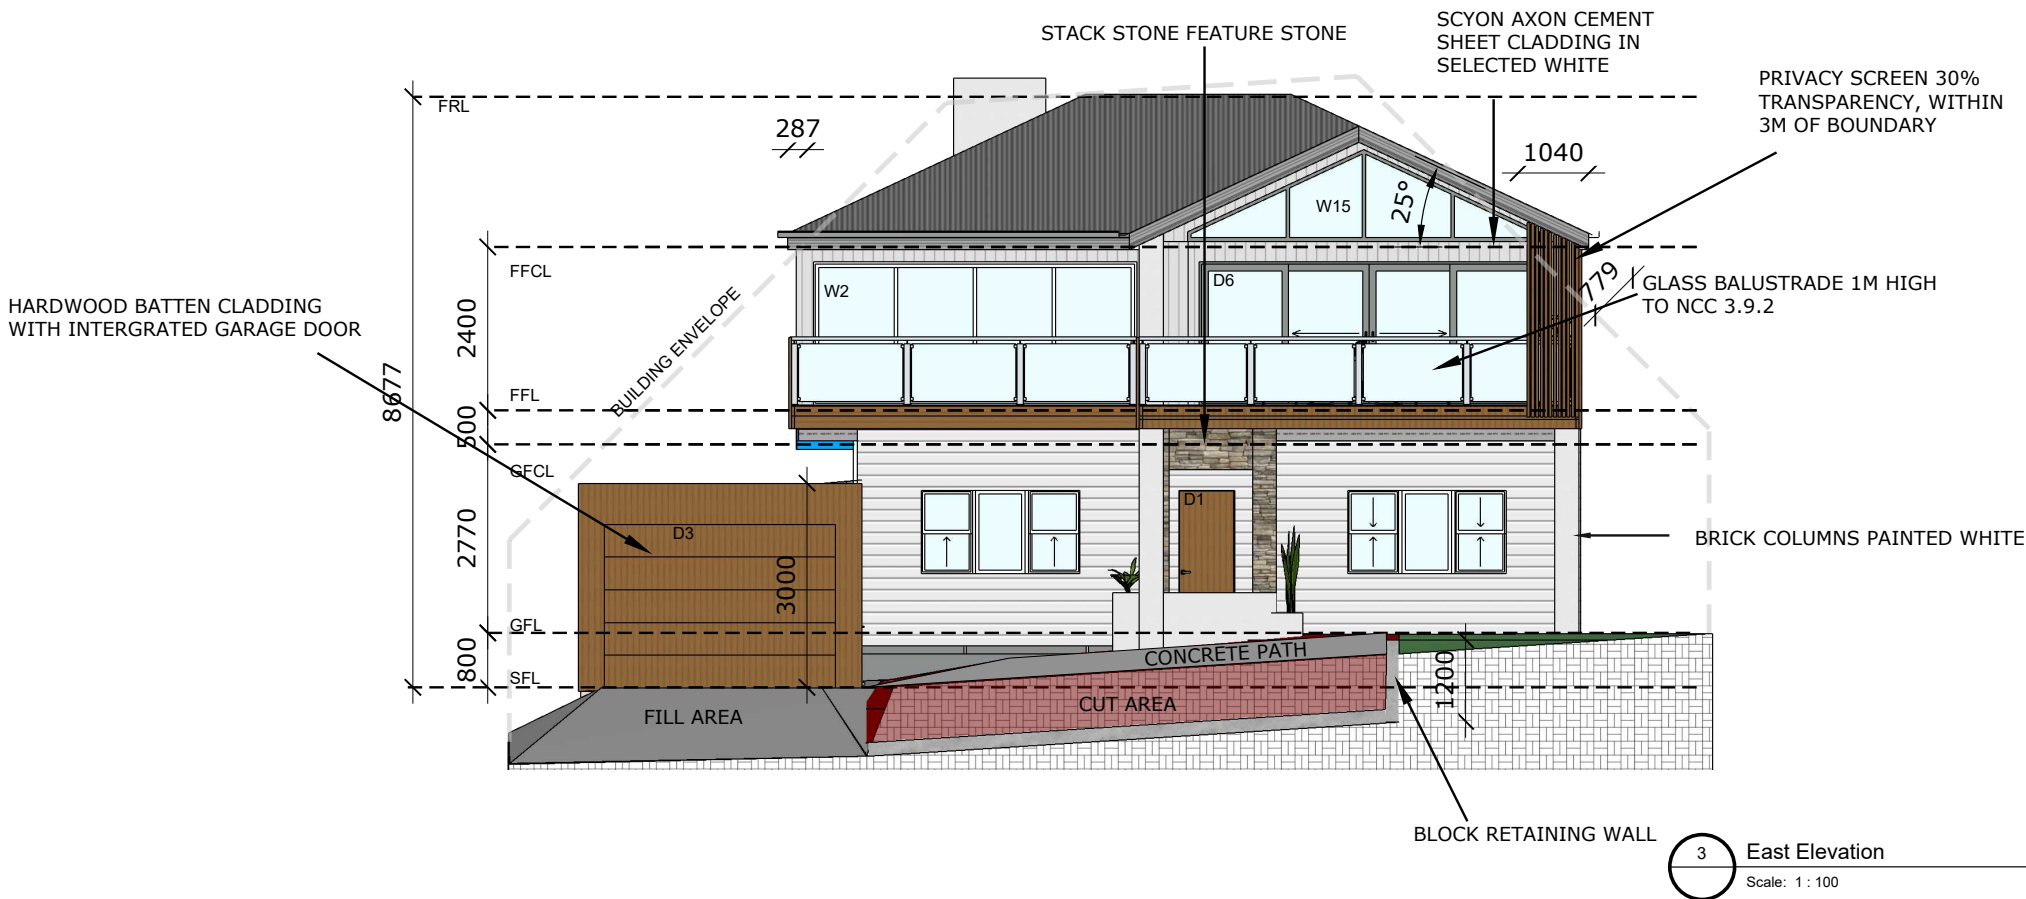 STACK STONE FEATURE STONE
SCYON AXON CEMENT
SHEET CLADDING IN
SELECTED WHITE
PRIVACY SCREEN 30%
TRANSPARENCY, WITHIN
3M OF BOUNDARY
FRL
287
1040
25°
W15
FFCL
W2
D6
779
GLASS BALUSTRADE 1M HIGH
TO NCC 3.9.2
HARDWOOD BATTEN CLADDING
WITH INTERGRATED GARAGE DOOR
BUILDING ENVELOPE
2400
8677
FFL
500
GFCL
D1
D3
2770
3000
BRICK COLUMNS PAINTED WHITE
GFL
800
SFL
CONCRETE PATH
1200
CUT AREA
FILL AREA
BLOCK RETAINING WALL
3
East Elevation
Scale: 1 : 100